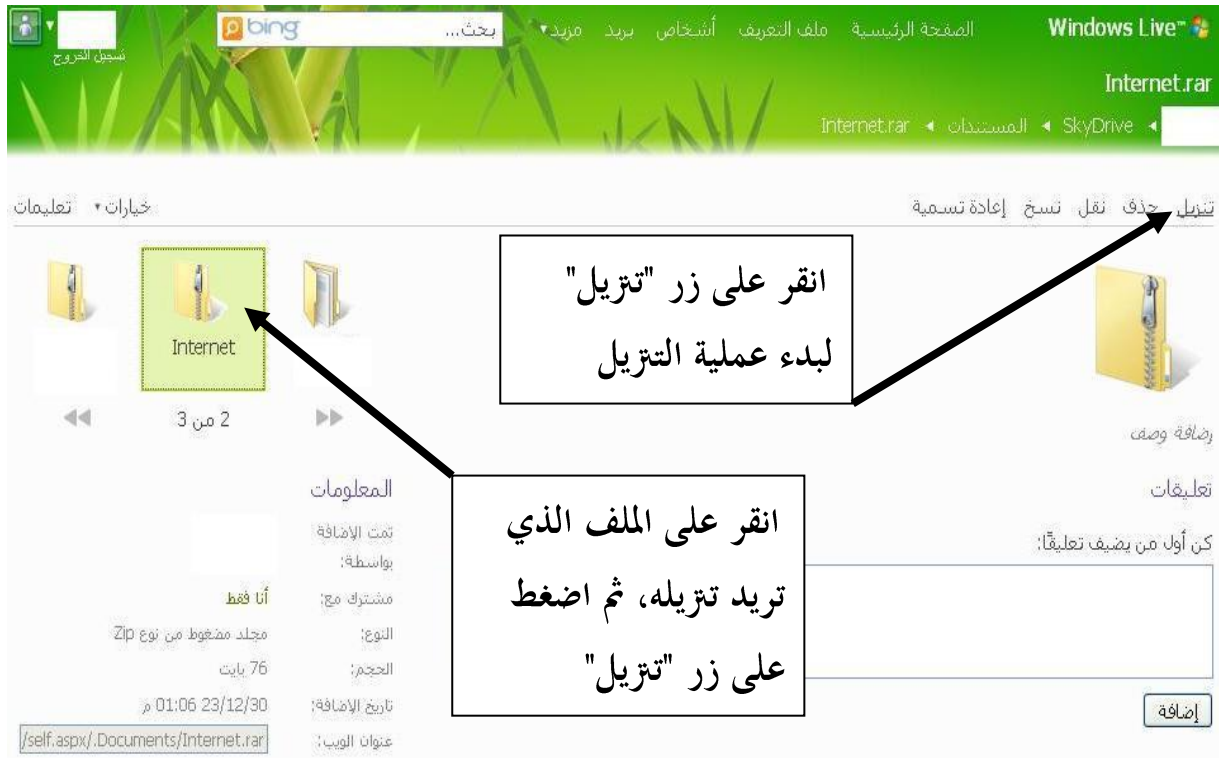 Windows Live™ الصفحة الرئيسية ملف التعريف أشخاص بريد مزيد بحث... bing
تسجيل الخروج
Internet.rar
SkyDrive ◂ المستندات ◂ Internet.rar
تنزيل حذف نقل نسخ إعادة تسمية خيارات تعليمات
انقر على زر "تنزيل"
لبدء عملية التنزيل
Internet
2 من 3
إضافة وصف
المعلومات
تعليقات
تمت الإضافة
بواسطة:
كن أول من يضيف تعليقًا:
انقر على الملف الذي
تريد تنزيله، ثم اضغط
على زر "تنزيل"
مشترك مع: أنا فقط
النوع: مجلد مضغوط من نوع Zip
الحجم: 76 بايت
تاريخ الإضافة: 23/12/30 01:06 م
عنوان الويب: /self.aspx/.Documents/Internet.rar
إضافة